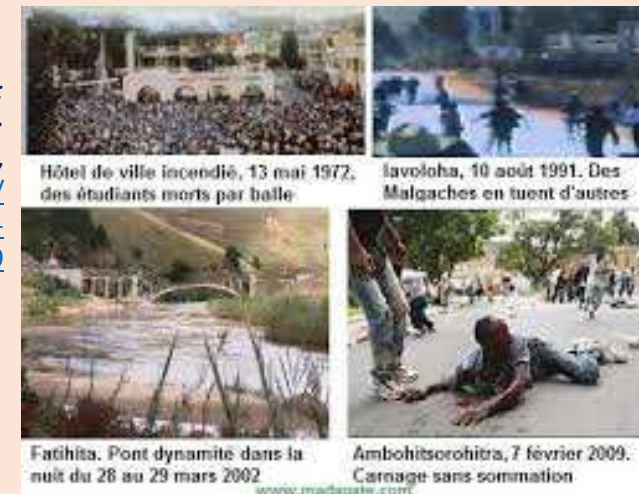 Hôtel de ville incendié, 13 mai 1972,
des étudiants morts par balle
Iavoloha, 10 août 1991. Des
Malgaches en tuent d'autres
Fatihita. Pont dynamité dans la
nuit du 28 au 29 mars 2002
Ambohitsorohitra, 7 février 2009.
Carnage sans sommation
www.madagate.com